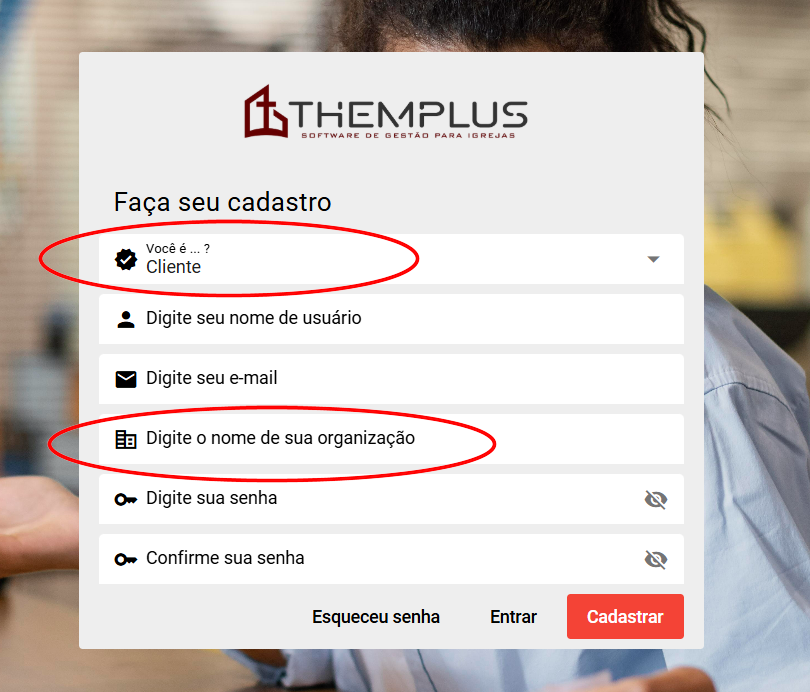 THEMPLUS
SOFTWARE DE GESTÃO PARA IGREJAS
Faça seu cadastro
Você é ... ?
Cliente
Digite seu nome de usuário
Digite seu e-mail
Digite o nome de sua organização
Digite sua senha
Confirme sua senha
Esqueceu senha Entrar Cadastrar